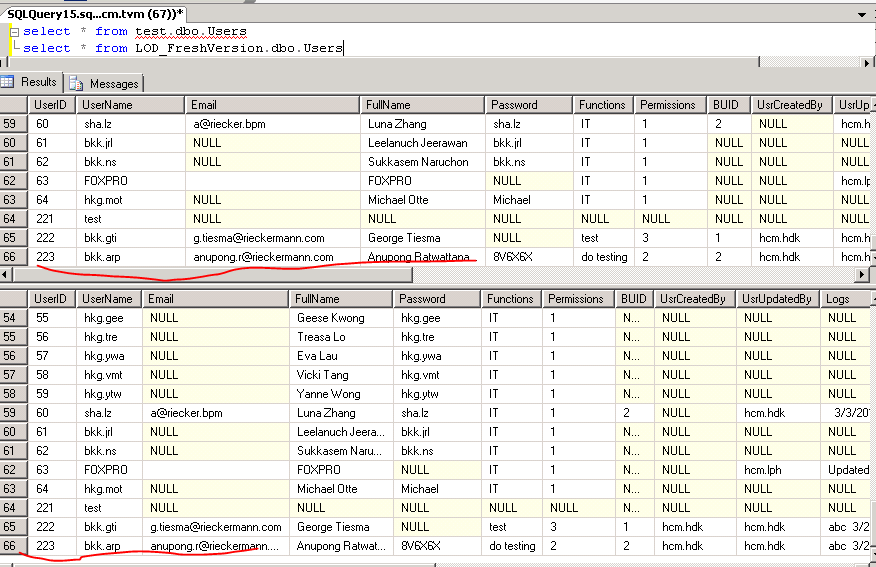 SQLQuery15.sq...cm.tvm (67))*
select * from test.dbo.Users
select * from LOD_FreshVersion.dbo.Users
Results Messages
UserID UserName Email FullName Password Functions Permissions BUID UsrCreatedBy UsrUp
59 60 sha.lz a@riecker.bpm Luna Zhang sha.lz IT 1 2 NULL hcm.h
60 61 bkk.jrl NULL Leelanuch Jeerawan bkk.jrl IT 1 NULL NULL NULL
61 62 bkk.ns NULL Sukkasem Naruchon bkk.ns IT 1 NULL NULL NULL
62 63 FOXPRO FOXPRO NULL IT 1 NULL NULL hcm.lp
63 64 hkg.mot NULL Michael Otte Michael IT 1 NULL NULL NULL
64 221 test NULL NULL NULL NULL NULL NULL NULL NULL
65 222 bkk.gti g.tiesma@rieckermann.com George Tiesma NULL test 3 1 hcm.hdk hcm.h
66 223 bkk.arp anupong.r@rieckermann.com Anupong Ratwattana... 8V6X6X do testing 2 2 hcm.hdk hcm.h
UserID UserName Email FullName Password Functions Permissions BUID UsrCreatedBy UsrUpdatedBy Logs
54 55 hkg.gee NULL Geese Kwong hkg.gee IT 1 N... NULL NULL NULL
55 56 hkg.tre NULL Treasa Lo hkg.tre IT 1 N... NULL NULL NULL
56 57 hkg.ywa NULL Eva Lau hkg.ywa IT 1 N... NULL NULL NULL
57 58 hkg.vmt NULL Vicki Tang hkg.vmt IT 1 N... NULL NULL NULL
58 59 hkg.ytw NULL Yanne Wong hkg.ytw IT 1 N... NULL NULL NULL
59 60 sha.lz a@riecker.bpm Luna Zhang sha.lz IT 1 2 NULL hcm.hdk 3/3/20
60 61 bkk.jrl NULL Leelanuch Jeera... bkk.jrl IT 1 N... NULL NULL NULL
61 62 bkk.ns NULL Sukkasem Naru... bkk.ns IT 1 N... NULL NULL NULL
62 63 FOXPRO FOXPRO NULL IT 1 N... NULL hcm.lph Updated
63 64 hkg.mot NULL Michael Otte Michael IT 1 N... NULL NULL NULL
64 221 test NULL NULL NULL NULL NULL N... NULL NULL NULL
65 222 bkk.gti g.tiesma@rieckermann.com George Tiesma NULL test 3 1 hcm.hdk hcm.hdk abc 3/2
66 223 bkk.arp anupong.r@rieckermann.... Anupong Ratwat... 8V6X6X do testing 2 2 hcm.hdk hcm.hdk abc 3/2